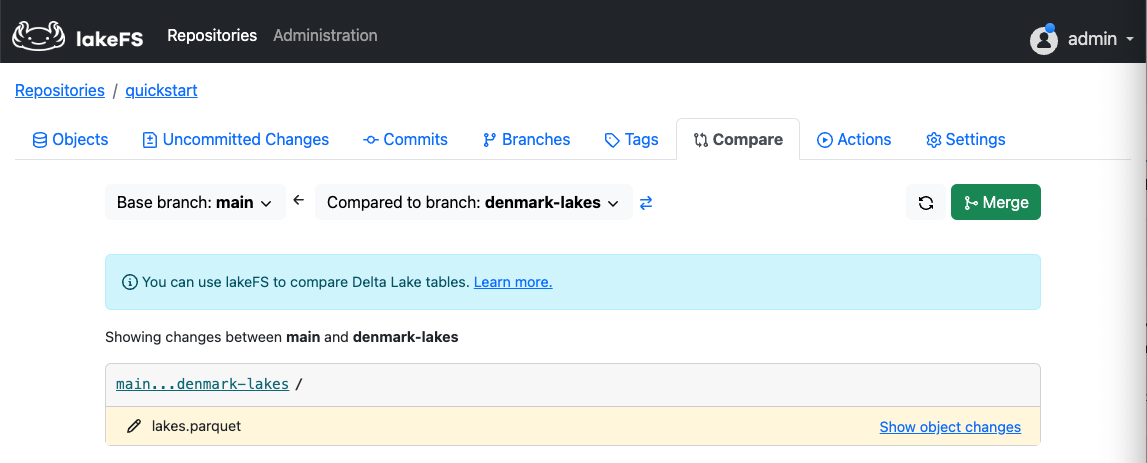 lakeFS Repositories Administration admin
Repositories / quickstart
Objects Uncommitted Changes Commits Branches Tags Compare Actions Settings
Base branch: main ← Compared to branch: denmark-lakes Merge
You can use lakeFS to compare Delta Lake tables. Learn more.
Showing changes between main and denmark-lakes
main...denmark-lakes /
lakes.parquet Show object changes